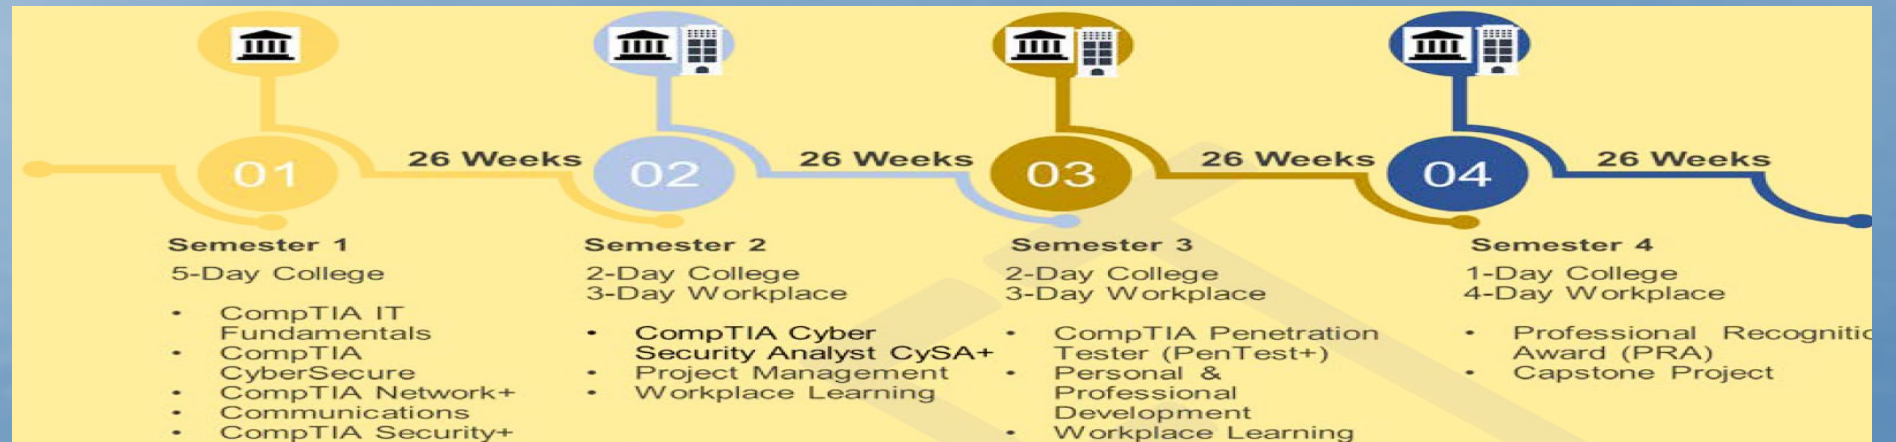 01
26 Weeks
02
26 Weeks
03
26 Weeks
04
26 Weeks
Semester 1
5-Day College
• CompTIA IT
Fundamentals
• CompTIA
CyberSecure
• CompTIA Network+
• Communications
• CompTIA Security+
Semester 2
2-Day College
3-Day Workplace
• CompTIA Cyber
Security Analyst CySA+
• Project Management
• Workplace Learning
Semester 3
2-Day College
3-Day Workplace
• CompTIA Penetration
Tester (PenTest+)
• Personal &
Professional
Development
• Workplace Learning
Semester 4
1-Day College
4-Day Workplace
• Professional
Award (PRA)
• Capstone Project